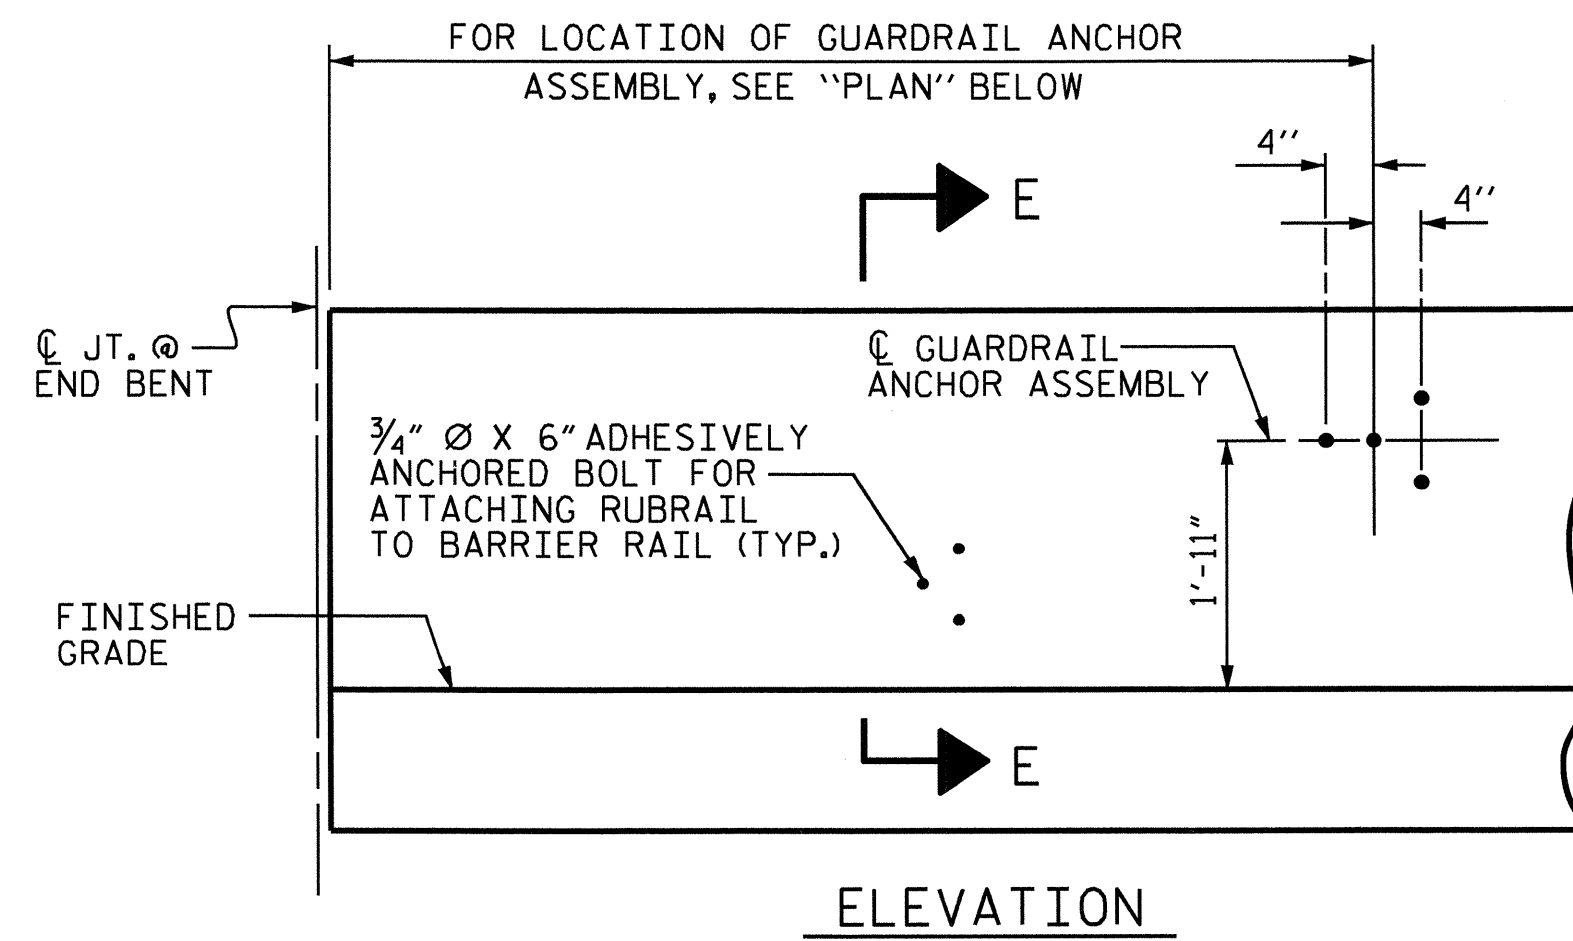 FOR LOCATION OF GUARDRAIL ANCHOR
ASSEMBLY, SEE "PLAN" BELOW
4"
4"
E
℄ JT. @
END BENT
℄ GUARDRAIL
ANCHOR ASSEMBLY
3/4" Ø X 6" ADHESIVELY
ANCHORED BOLT FOR
ATTACHING RUBRAIL
TO BARRIER RAIL (TYP.)
1'-11"
FINISHED
GRADE
E
ELEVATION